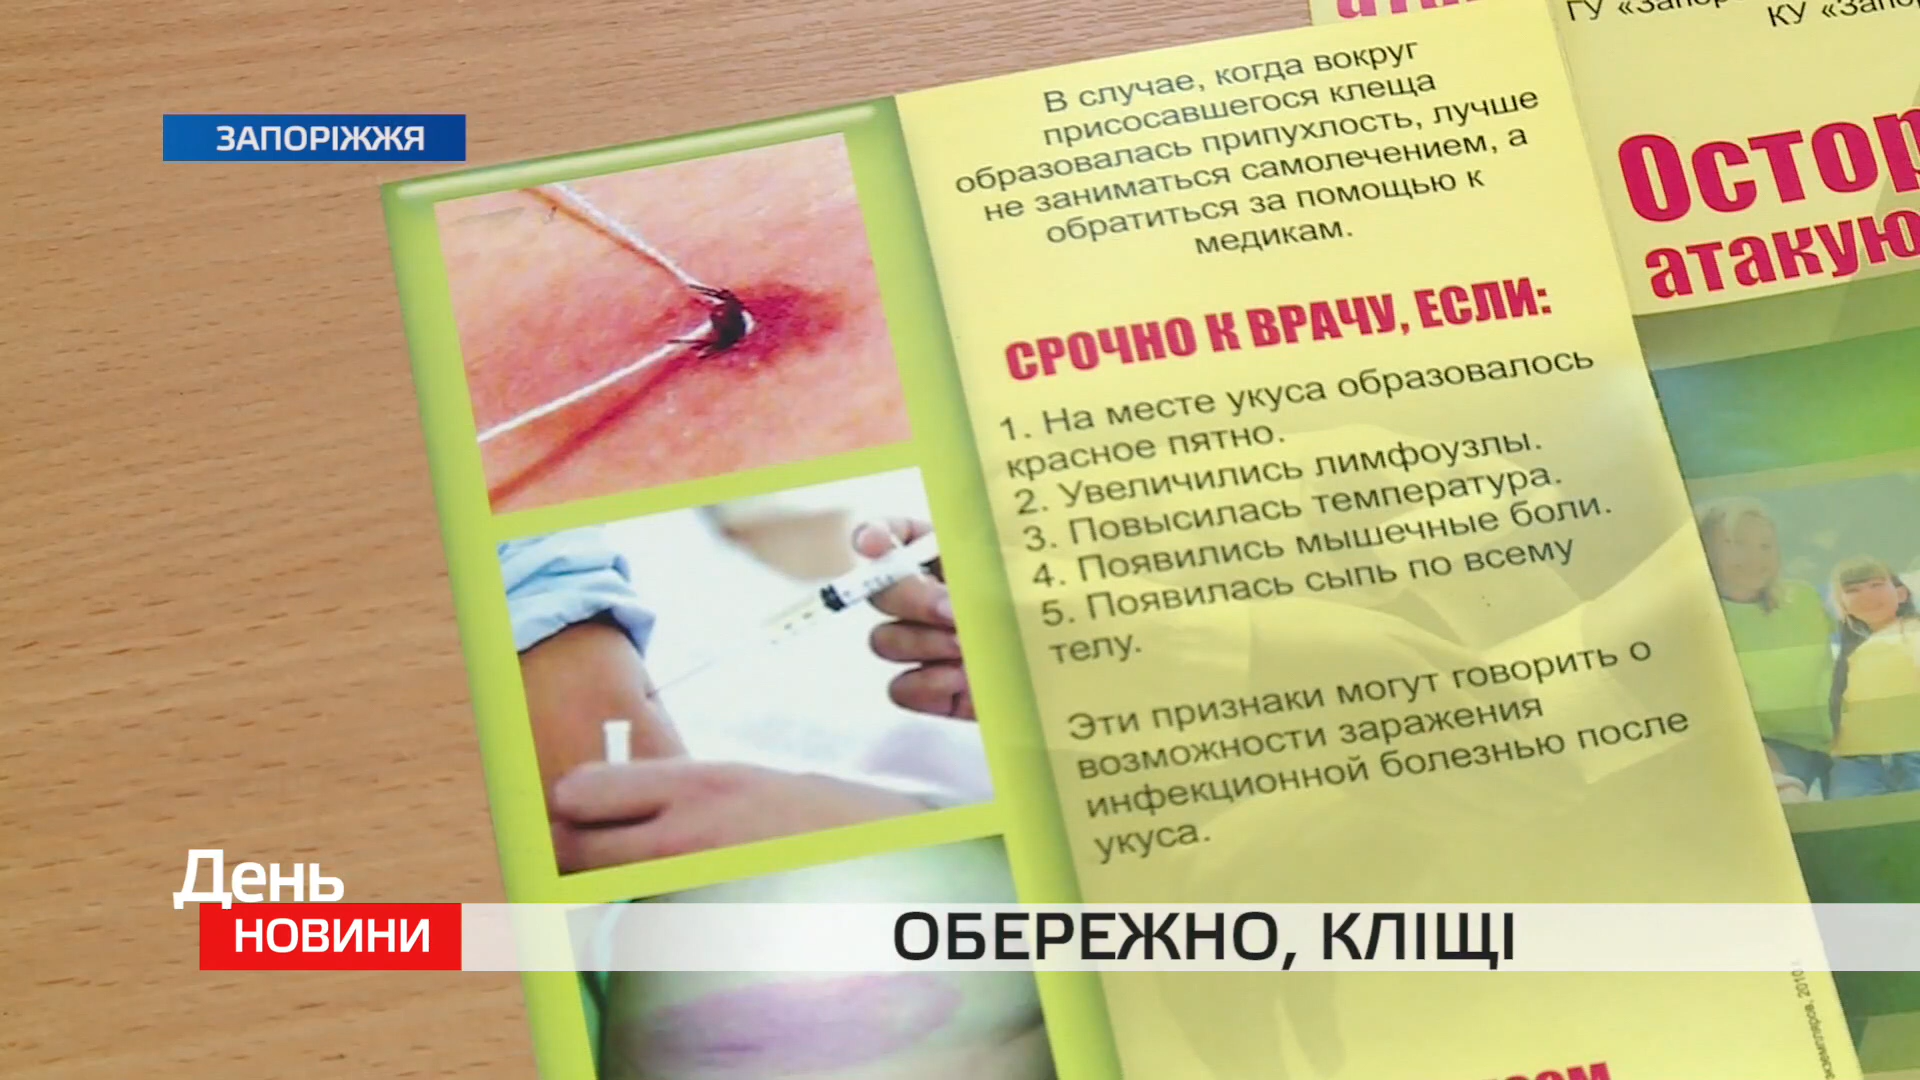 ЗАПОРІЖЖЯ
В случае, когда вокруг
присосавшегося клеща
образовалась припухлость, лучше
не заниматься самолечением, а
обратиться за помощью к
медикам.
СРОЧНО К ВРАЧУ, ЕСЛИ:
1. На месте укуса образовалось
красное пятно.
2. Увеличились лимфоузлы.
3. Повысилась температура.
4. Появились мышечные боли.
5. Появилась сыпь по всему
телу.
Эти признаки могут говорить о
возможности заражения
инфекционной болезнью после
укуса.
ГУ
КУ
День
НОВИНИ
ОБЕРЕЖНО, КЛІЩІ